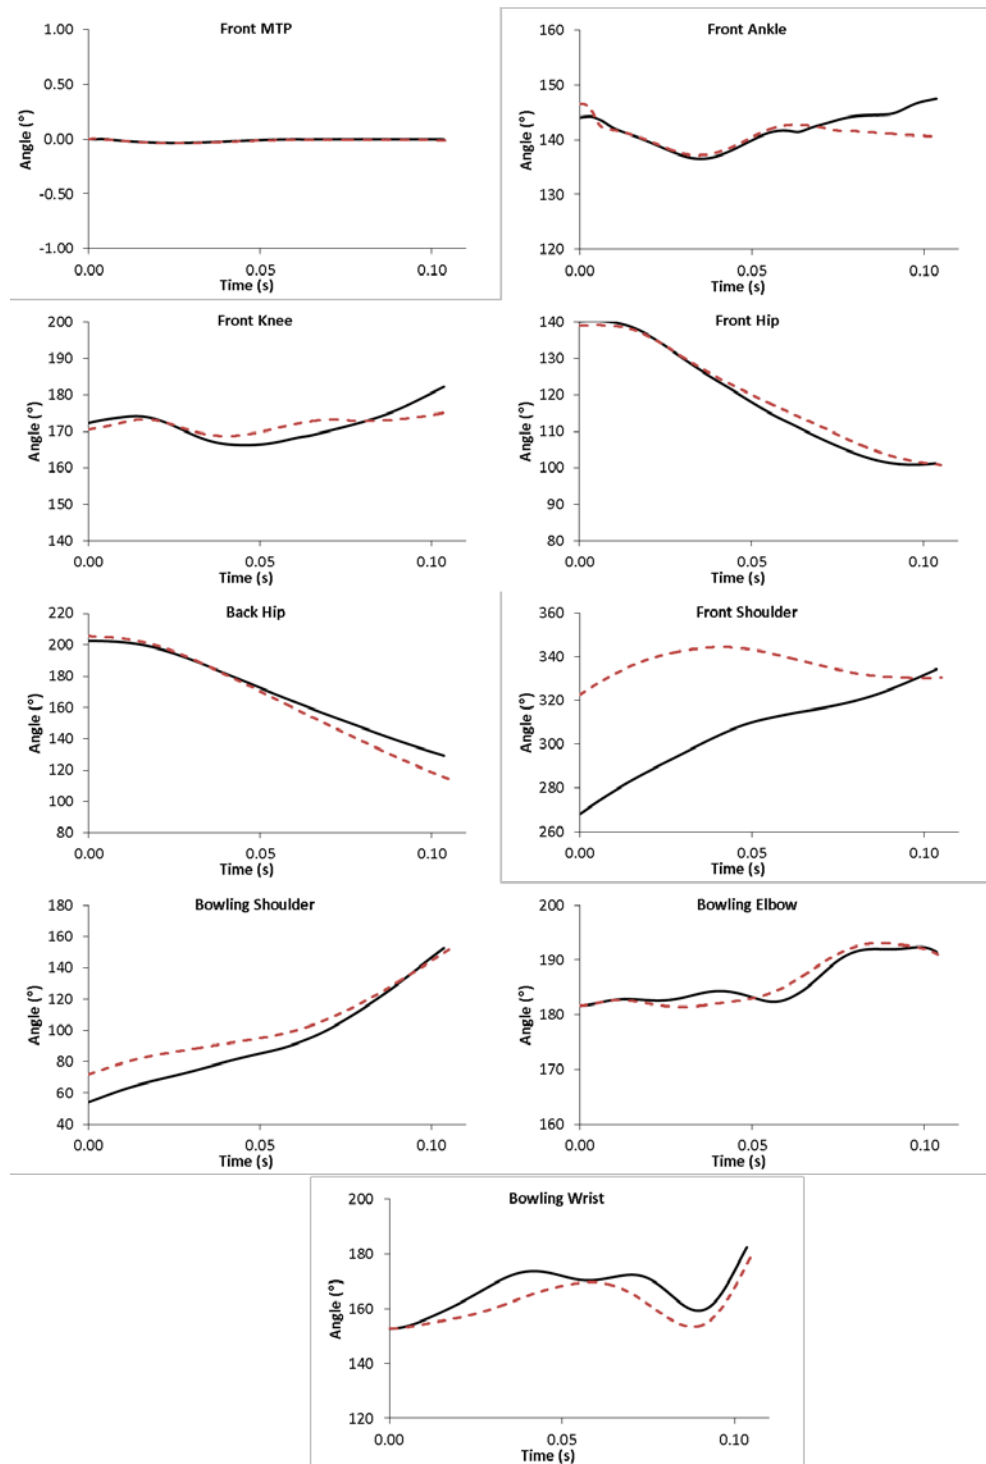 Front MTP
1.00
0.50
0.00
-0.50
-1.00
Angle (°)
0.00 0.05 0.10
Time (s)
Front Ankle
160
150
140
130
120
Angle (°)
0.00 0.05 0.10
Time (s)
Front Knee
200
190
180
170
160
150
140
Angle (°)
0.00 0.05 0.10
Time (s)
Front Hip
140
130
120
110
100
90
80
Angle (°)
0.00 0.05 0.10
Time (s)
Back Hip
220
200
180
160
140
120
100
80
Angle (°)
0.00 0.05 0.10
Time (s)
Front Shoulder
360
340
320
300
280
260
Angle (°)
0.00 0.05 0.10
Time (s)
Bowling Shoulder
180
160
140
120
100
80
60
40
Angle (°)
0.00 0.05 0.10
Time (s)
Bowling Elbow
200
190
180
170
160
Angle (°)
0.00 0.05 0.10
Time (s)
Bowling Wrist
200
180
160
140
120
Angle (°)
0.00 0.05 0.10
Time (s)